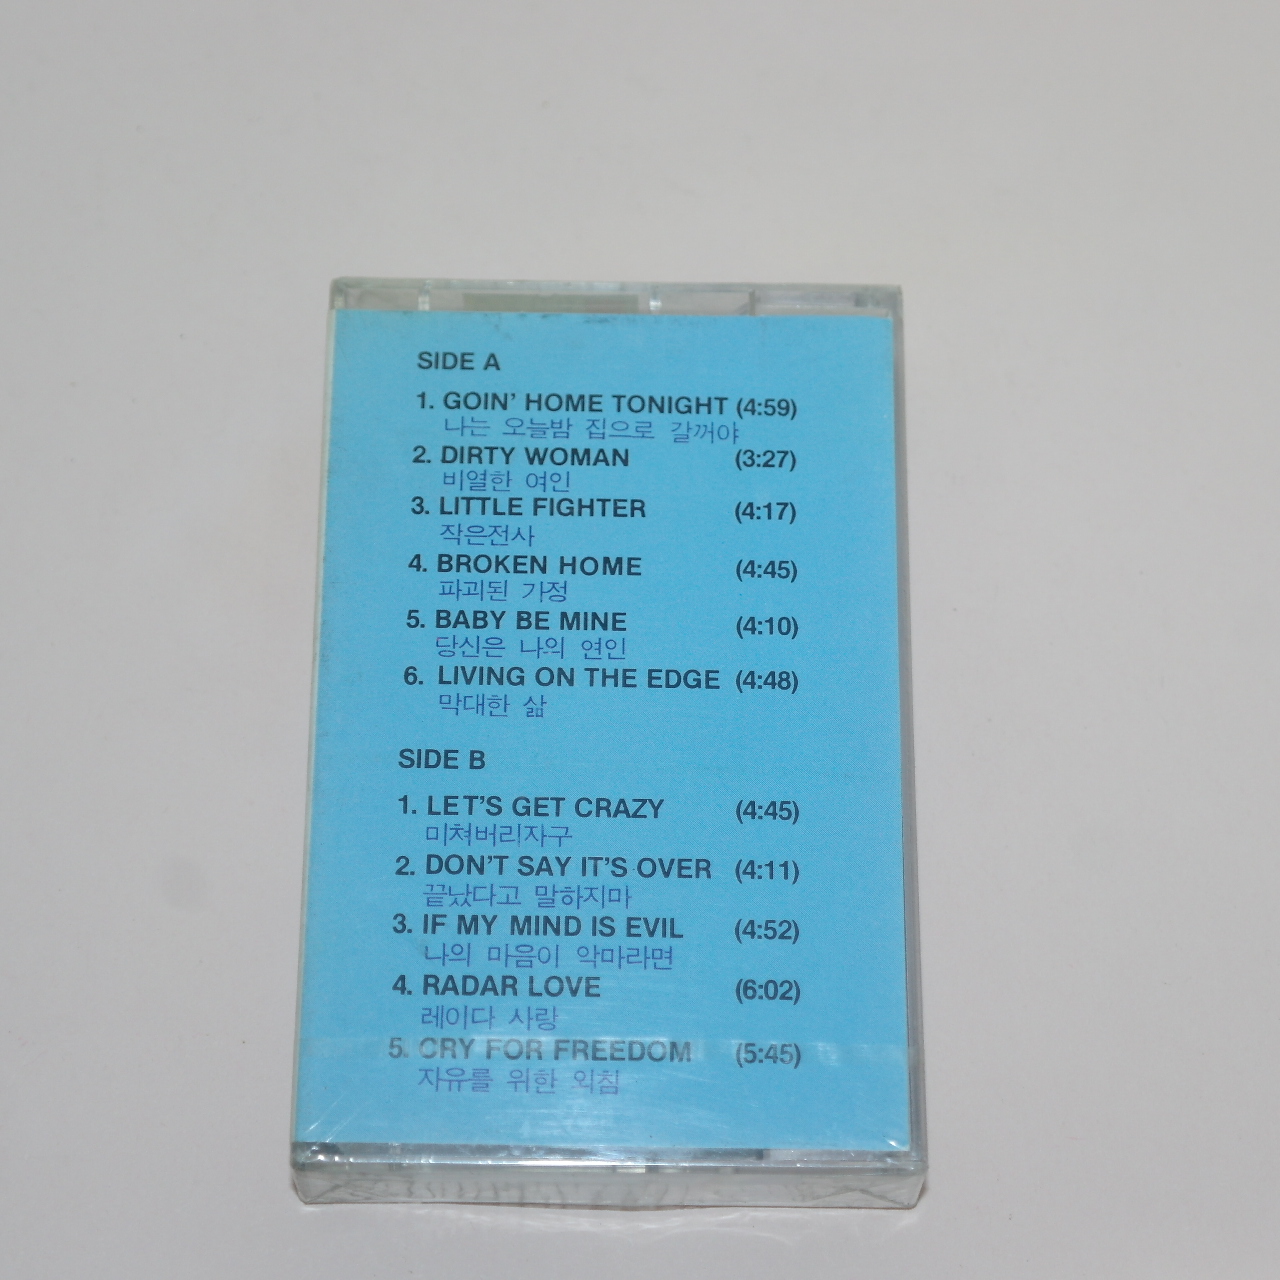 SIDE A
1. GOIN' HOME TONIGHT (4:59)
나는 오늘밤 집으로 갈꺼야
2. DIRTY WOMAN (3:27)
비열한 여인
3. LITTLE FIGHTER (4:17)
작은전사
4. BROKEN HOME (4:45)
파괴된 가정
5. BABY BE MINE (4:10)
당신은 나의 연인
6. LIVING ON THE EDGE (4:48)
막대한 삶
SIDE B
1. LET'S GET CRAZY (4:45)
미쳐버리자구
2. DON'T SAY IT'S OVER (4:11)
끝났다고 말하지마
3. IF MY MIND IS EVIL (4:52)
나의 마음이 악마라면
4. RADAR LOVE (6:02)
레이다 사랑
5. CRY FOR FREEDOM (5:45)
자유를 위한 외침